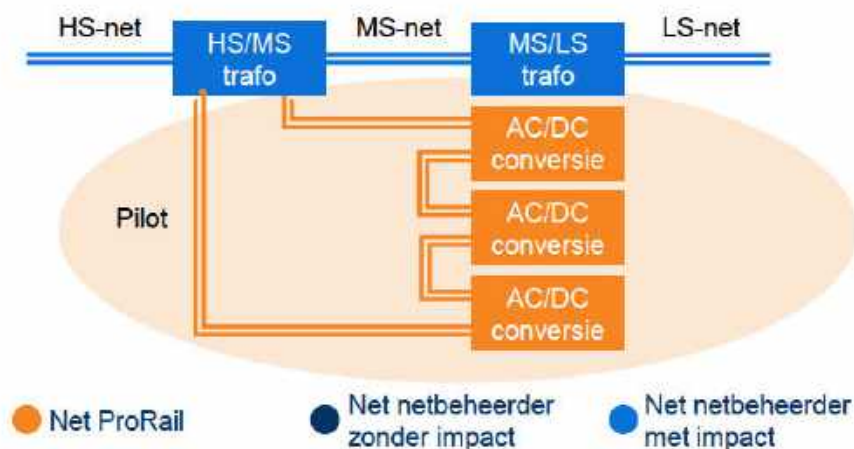 HS-net
HS/MS
trafo
MS-net
MS/LS
trafo
LS-net
AC/DC
conversie
Pilot
AC/DC
conversie
AC/DC
conversie
Net ProRail
Net netbeheerder
zonder impact
Net netbeheerder
met impact